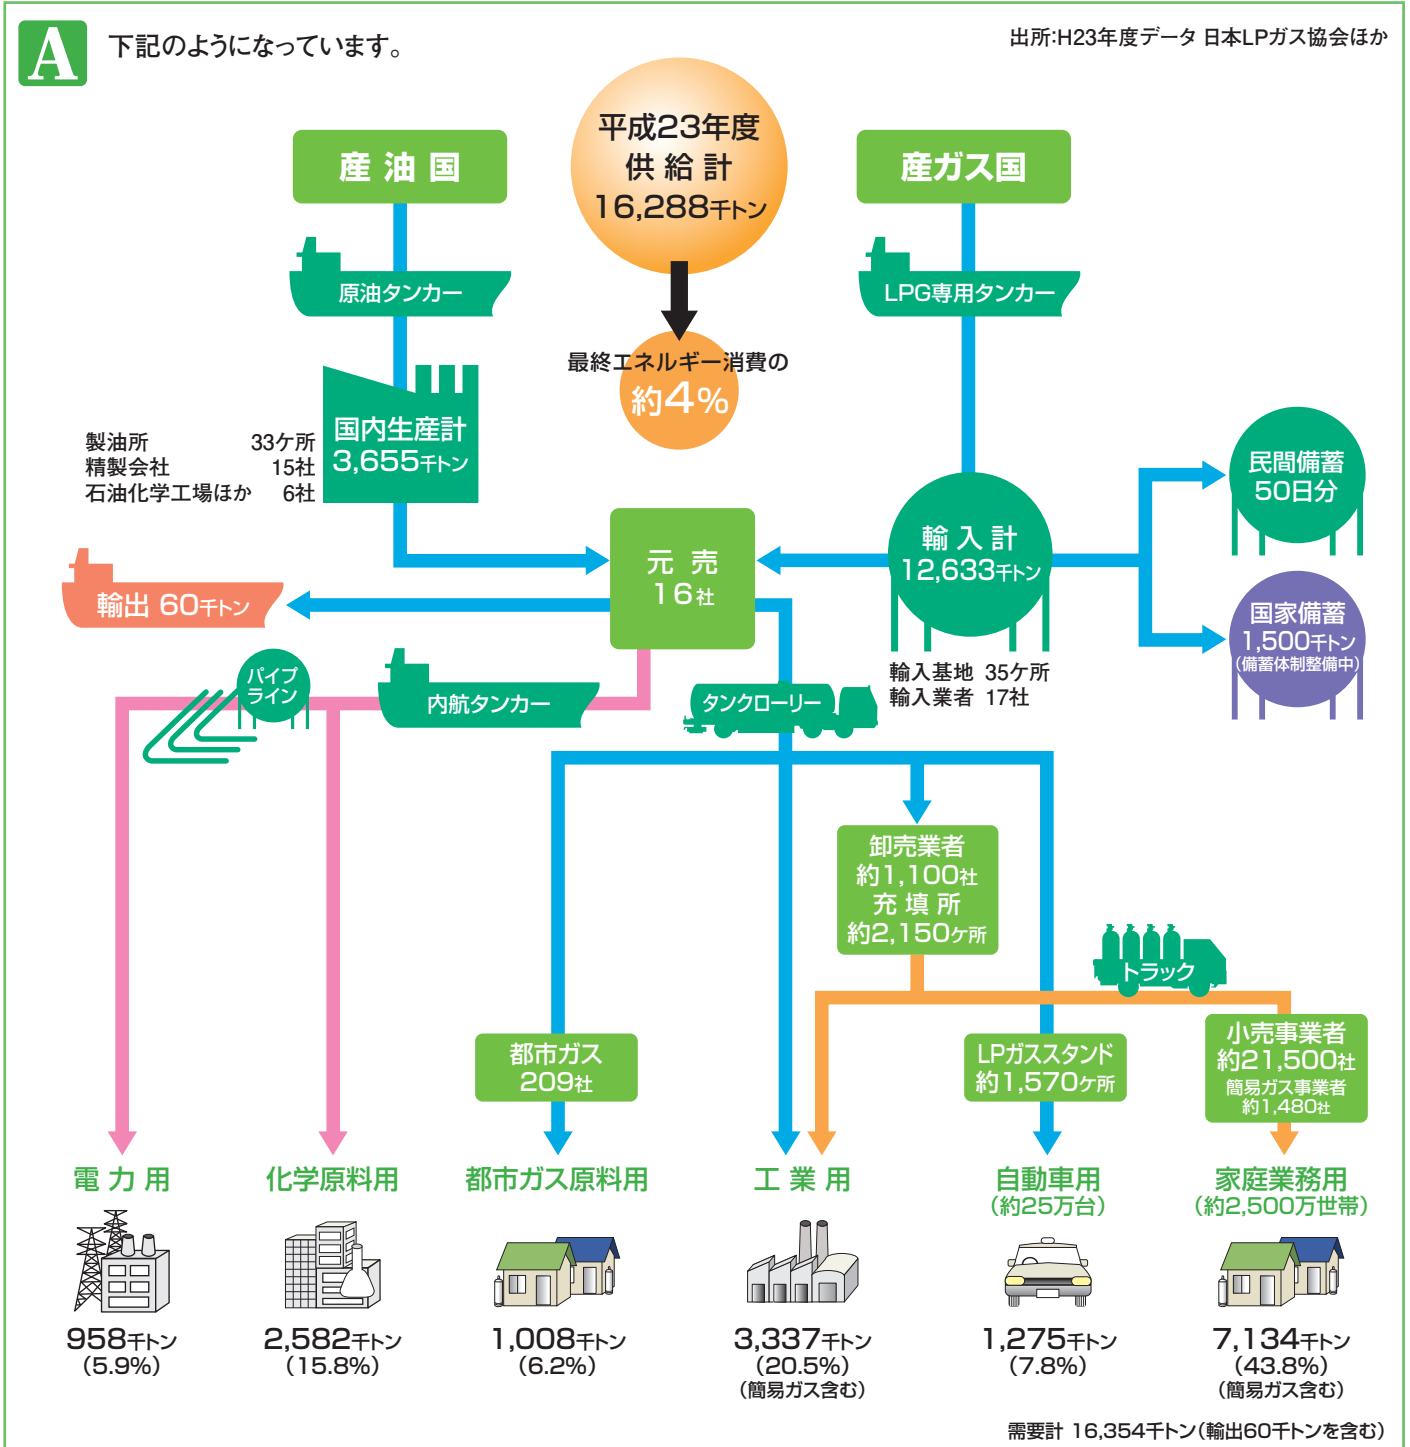 A
下記のようになっています。
出所:H23年度データ 日本LPガス協会ほか
平成23年度
供給計
16,288千トン
産油国
産ガス国
原油タンカー
LPG専用タンカー
最終エネルギー消費の
約4%
国内生産計
3,655千トン
製油所 33ケ所
精製会社 15社
石油化学工場ほか 6社
民間備蓄
50日分
元売
16社
輸入計
12,633千トン
輸出 60千トン
国家備蓄
1,500千トン
(備蓄体制整備中)
輸入基地 35ケ所
輸入業者 17社
パイプ
ライン
内航タンカー
タンクローリー
卸売業者
約1,100社
充填所
約2,150ケ所
トラック
都市ガス
209社
LPガススタンド
約1,570ケ所
小売事業者
約21,500社
簡易ガス事業者
約1,480社
電力用
化学原料用
都市ガス原料用
工業用
自動車用
(約25万台)
家庭業務用
(約2,500万世帯)
958千トン
(5.9%)
2,582千トン
(15.8%)
1,008千トン
(6.2%)
3,337千トン
(20.5%)
(簡易ガス含む)
1,275千トン
(7.8%)
7,134千トン
(43.8%)
(簡易ガス含む)
需要計 16,354千トン(輸出60千トンを含む)